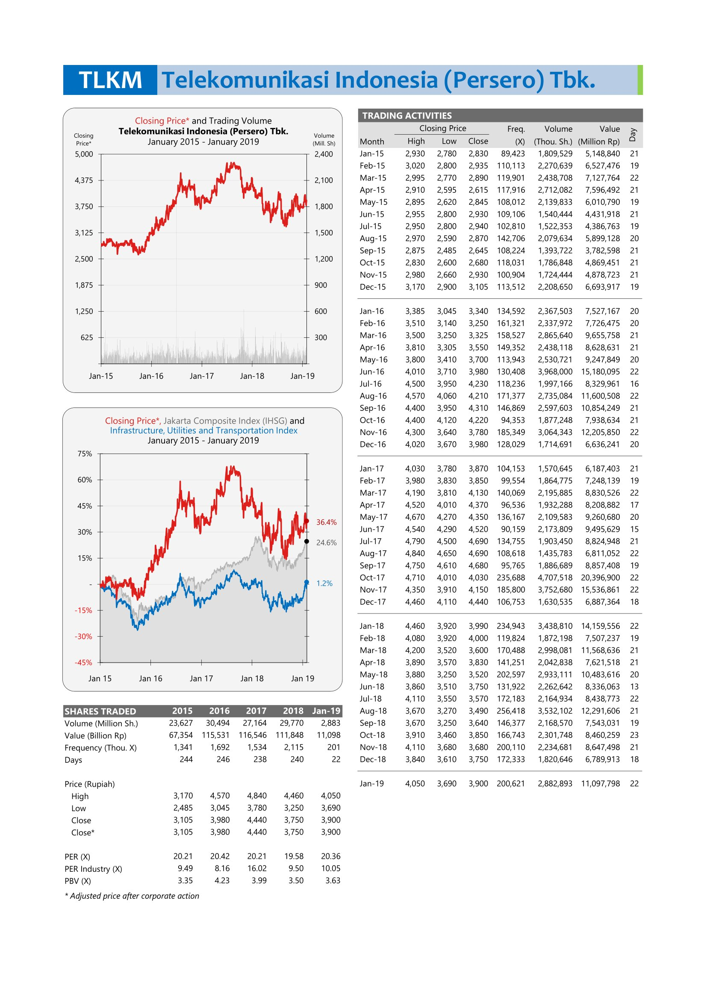 TLKM Telekomunikasi Indonesia (Persero) Tbk.
Closing Price* and Trading Volume
Telekomunikasi Indonesia (Persero) Tbk.
January 2015 - January 2019
Closing
Price*
Volume
(Mill. Sh)
5,000 2,400
4,375 2,100
3,750 1,800
3,125 1,500
2,500 1,200
1,875 900
1,250 600
625 300
Jan-15 Jan-16 Jan-17 Jan-18 Jan-19
Closing Price*, Jakarta Composite Index (IHSG) and
Infrastructure, Utilities and Transportation Index
January 2015 - January 2019
75%
60%
45%
30%
15%
-
-15%
-30%
-45%
36.4%
24.6%
1.2%
Jan 15 Jan 16 Jan 17 Jan 18 Jan 19
SHARES TRADED 2015 2016 2017 2018 Jan-19
Volume (Million Sh.) 23,627 30,494 27,164 29,770 2,883
Value (Billion Rp) 67,354 115,531 116,546 111,848 11,098
Frequency (Thou. X) 1,341 1,692 1,534 2,115 201
Days 244 246 238 240 22
Price (Rupiah)
High 3,170 4,570 4,840 4,460 4,050
Low 2,485 3,045 3,780 3,250 3,690
Close 3,105 3,980 4,440 3,750 3,900
Close* 3,105 3,980 4,440 3,750 3,900
PER (X) 20.21 20.42 20.21 19.58 20.36
PER Industry (X) 9.49 8.16 16.02 9.50 10.05
PBV (X) 3.35 4.23 3.99 3.50 3.63
* Adjusted price after corporate action
TRADING ACTIVITIES
Closing Price Freq. Volume Value Day
Month High Low Close (X) (Thou. Sh.) (Million Rp)
Jan-15 2,930 2,780 2,830 89,423 1,809,529 5,148,840 21
Feb-15 3,020 2,800 2,935 110,113 2,270,639 6,527,476 19
Mar-15 2,995 2,770 2,890 119,901 2,438,708 7,127,764 22
Apr-15 2,910 2,595 2,615 117,916 2,712,082 7,596,492 21
May-15 2,895 2,620 2,845 108,012 2,139,833 6,010,790 19
Jun-15 2,955 2,800 2,930 109,106 1,540,444 4,431,918 21
Jul-15 2,950 2,800 2,940 102,810 1,522,353 4,386,763 19
Aug-15 2,970 2,590 2,870 142,706 2,079,634 5,899,128 20
Sep-15 2,875 2,485 2,645 108,224 1,393,722 3,782,598 21
Oct-15 2,830 2,600 2,680 118,031 1,786,848 4,869,451 21
Nov-15 2,980 2,660 2,930 100,904 1,724,444 4,878,723 21
Dec-15 3,170 2,900 3,105 113,512 2,208,650 6,693,917 19
Jan-16 3,385 3,045 3,340 134,592 2,367,503 7,527,167 20
Feb-16 3,510 3,140 3,250 161,321 2,337,972 7,726,475 20
Mar-16 3,500 3,250 3,325 158,527 2,865,640 9,655,758 21
Apr-16 3,810 3,305 3,550 149,352 2,438,118 8,628,631 21
May-16 3,800 3,410 3,700 113,943 2,530,721 9,247,849 20
Jun-16 4,010 3,710 3,980 130,408 3,968,000 15,180,095 22
Jul-16 4,500 3,950 4,230 118,236 1,997,166 8,329,961 16
Aug-16 4,570 4,060 4,210 171,377 2,735,084 11,600,508 22
Sep-16 4,400 3,950 4,310 146,869 2,597,603 10,854,249 21
Oct-16 4,400 4,120 4,220 94,353 1,877,248 7,938,634 21
Nov-16 4,300 3,640 3,780 185,349 3,064,343 12,205,850 22
Dec-16 4,020 3,670 3,980 128,029 1,714,691 6,636,241 20
Jan-17 4,030 3,780 3,870 104,153 1,570,645 6,187,403 21
Feb-17 3,980 3,830 3,850 99,554 1,864,775 7,248,139 19
Mar-17 4,190 3,810 4,130 140,069 2,195,885 8,830,526 22
Apr-17 4,520 4,010 4,370 96,536 1,932,288 8,208,882 17
May-17 4,670 4,270 4,350 136,167 2,109,583 9,260,680 20
Jun-17 4,540 4,290 4,520 90,159 2,173,809 9,495,629 15
Jul-17 4,790 4,500 4,690 134,755 1,903,450 8,824,948 21
Aug-17 4,840 4,650 4,690 108,618 1,435,783 6,811,052 22
Sep-17 4,750 4,610 4,680 95,765 1,886,689 8,857,408 19
Oct-17 4,710 4,010 4,030 235,688 4,707,518 20,396,900 22
Nov-17 4,350 3,910 4,150 185,800 3,752,680 15,536,861 22
Dec-17 4,460 4,110 4,440 106,753 1,630,535 6,887,364 18
Jan-18 4,460 3,920 3,990 234,943 3,438,810 14,159,556 22
Feb-18 4,080 3,920 4,000 119,824 1,872,198 7,507,237 19
Mar-18 4,200 3,520 3,600 170,488 2,998,081 11,568,636 21
Apr-18 3,890 3,570 3,830 141,251 2,042,838 7,621,518 21
May-18 3,880 3,250 3,520 202,597 2,933,111 10,483,616 20
Jun-18 3,860 3,510 3,750 131,922 2,262,642 8,336,063 13
Jul-18 4,110 3,550 3,570 172,183 2,164,934 8,438,773 22
Aug-18 3,670 3,270 3,490 256,418 3,532,102 12,291,606 21
Sep-18 3,670 3,250 3,640 146,377 2,168,570 7,543,031 19
Oct-18 3,910 3,460 3,850 166,743 2,301,748 8,460,259 23
Nov-18 4,110 3,680 3,680 200,110 2,234,681 8,647,498 21
Dec-18 3,840 3,610 3,750 172,333 1,820,646 6,789,913 18
Jan-19 4,050 3,690 3,900 200,621 2,882,893 11,097,798 22